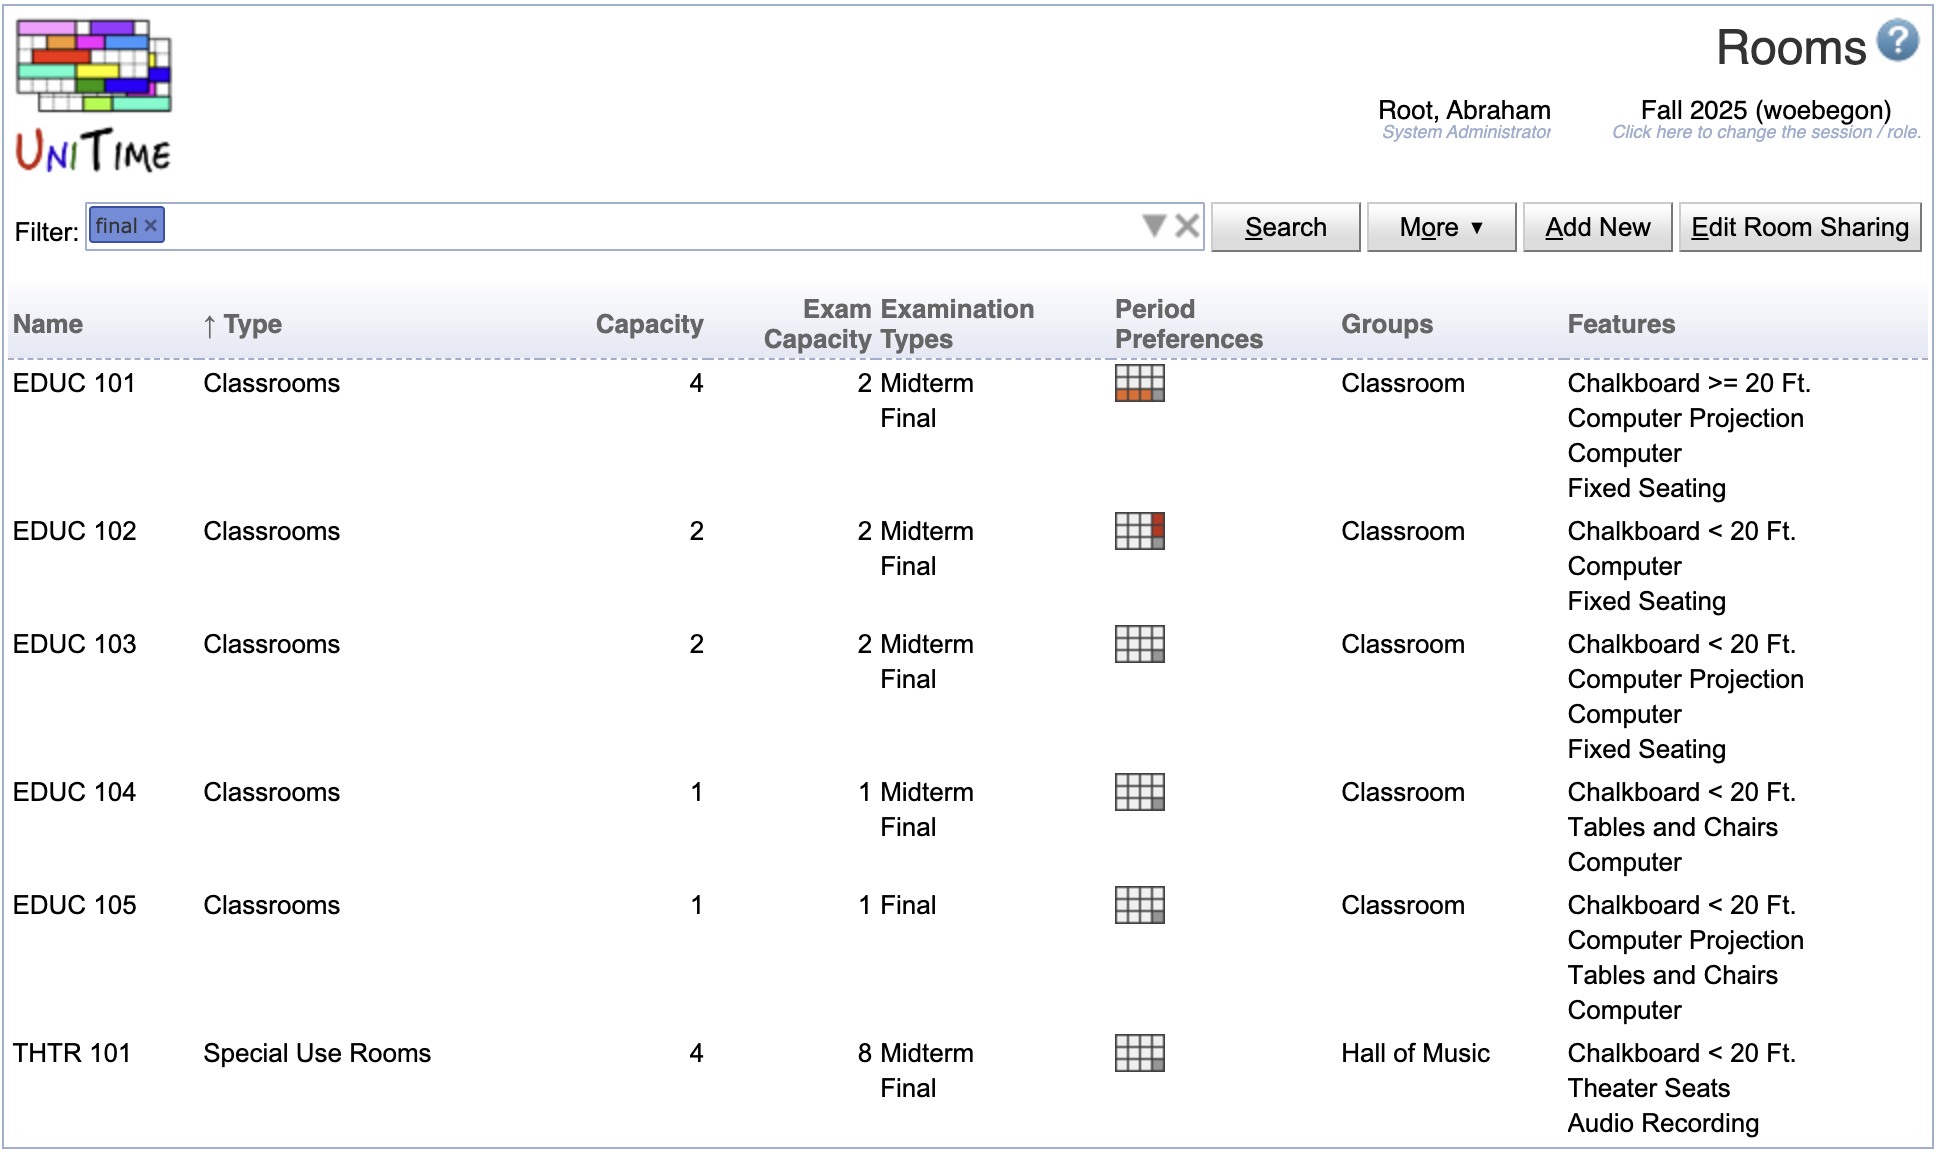 UniTime
Rooms
?
Root, Abraham
System Administrator
Fall 2025 (woebegon)
Click here to change the session / role.
Filter: final × Search More ▼ Add New Edit Room Sharing
Name ↑ Type Capacity Exam Capacity Examination Types Period Preferences Groups Features
EDUC 101 Classrooms 4 2 Midterm Classroom Chalkboard >= 20 Ft.
Final Computer Projection
Computer
Fixed Seating
EDUC 102 Classrooms 2 2 Midterm Classroom Chalkboard < 20 Ft.
Final Computer
Fixed Seating
EDUC 103 Classrooms 2 2 Midterm Classroom Chalkboard < 20 Ft.
Final Computer Projection
Computer
Fixed Seating
EDUC 104 Classrooms 1 1 Midterm Classroom Chalkboard < 20 Ft.
Final Tables and Chairs
Computer
EDUC 105 Classrooms 1 1 Final Classroom Chalkboard < 20 Ft.
Computer Projection
Tables and Chairs
Computer
THTR 101 Special Use Rooms 4 8 Midterm Hall of Music Chalkboard < 20 Ft.
Final Theater Seats
Audio Recording